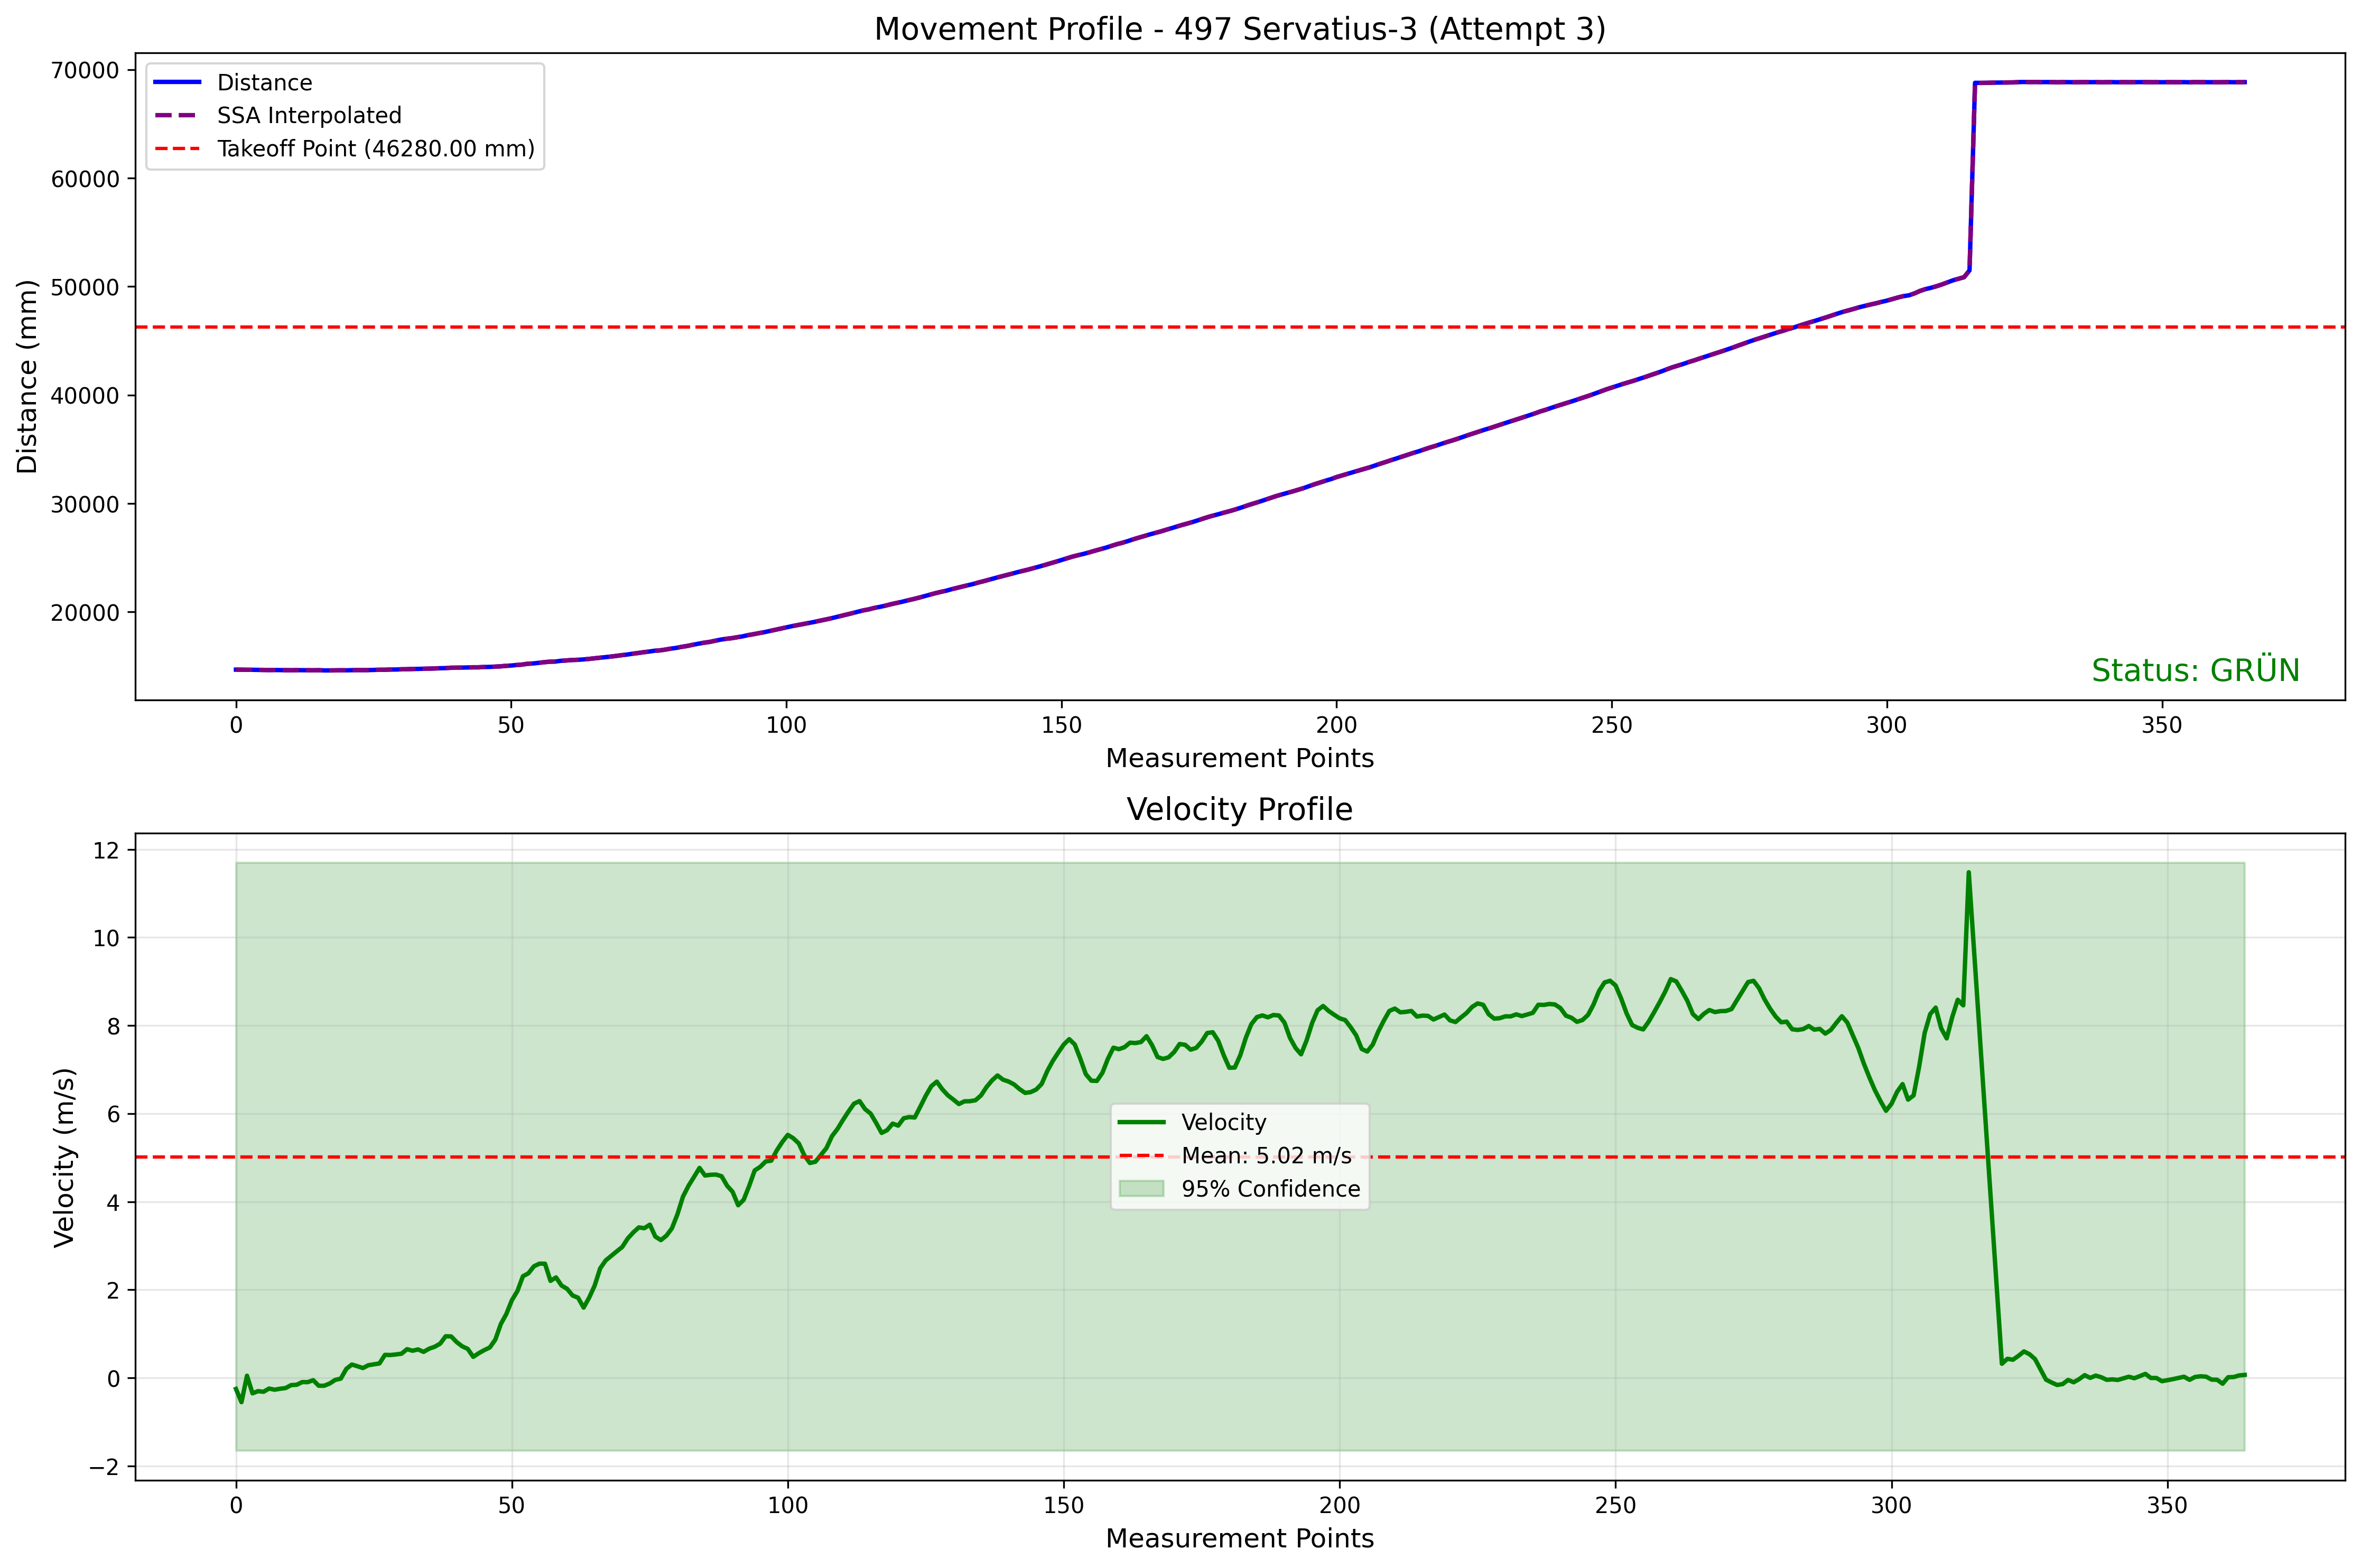 Movement Profile - 497 Servatius-3 (Attempt 3)
Distance
SSA Interpolated
Takeoff Point (46280.00 mm)
Distance (mm)
70000
60000
50000
40000
30000
20000
Status: GRÜN
0 50 100 150 200 250 300 350
Measurement Points
Velocity Profile
Velocity (m/s)
12
10
8
6
4
2
0
−2
Velocity
Mean: 5.02 m/s
95% Confidence
0 50 100 150 200 250 300 350
Measurement Points